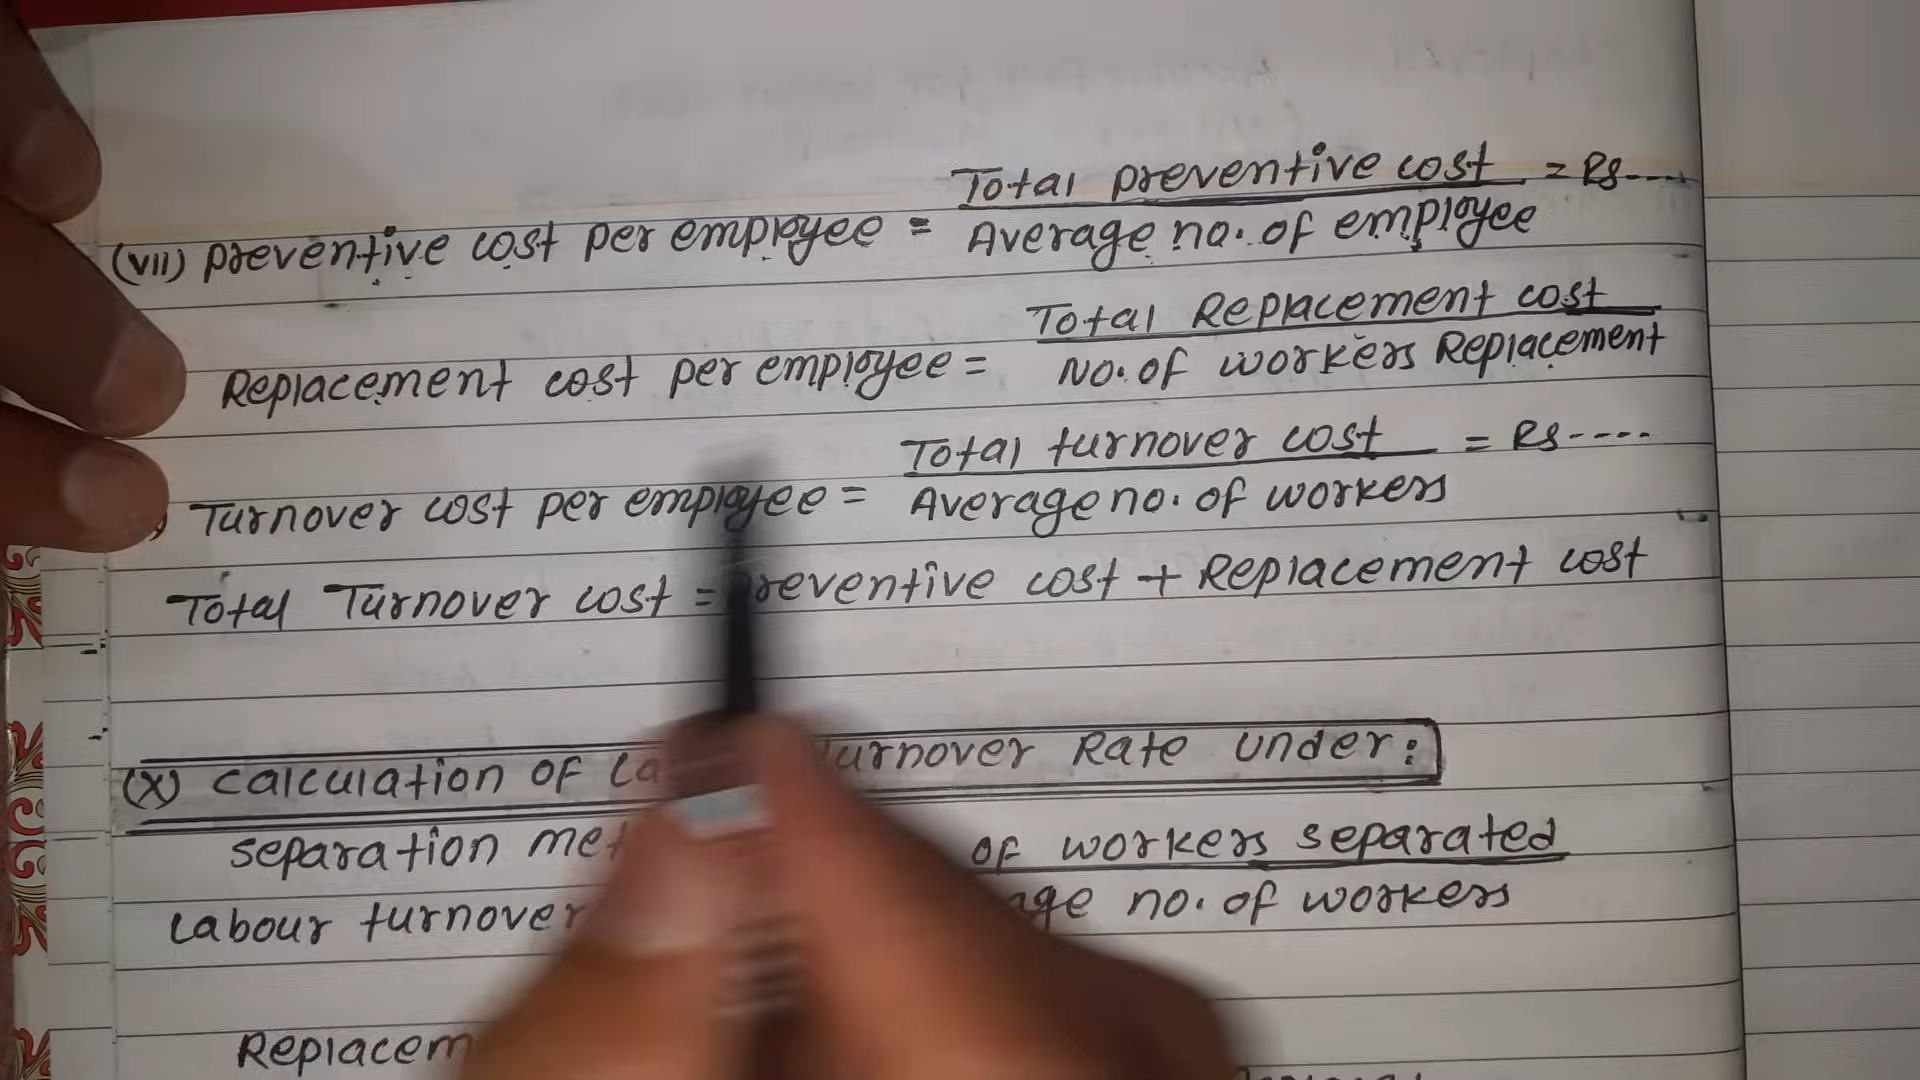 Total preventive cost = Rs----
(VII) preventive cost per employee = Average no. of employee
Total Replacement cost
Replacement cost per employee = No. of workers Replacement
Total turnover cost = Rs----
Turnover cost per employee = Average no. of workers
Total Turnover cost = preventive cost + Replacement cost
(X) calculation of La urnover Rate under:
separation met of workers separated
Labour turnover no. of workers
Replacem